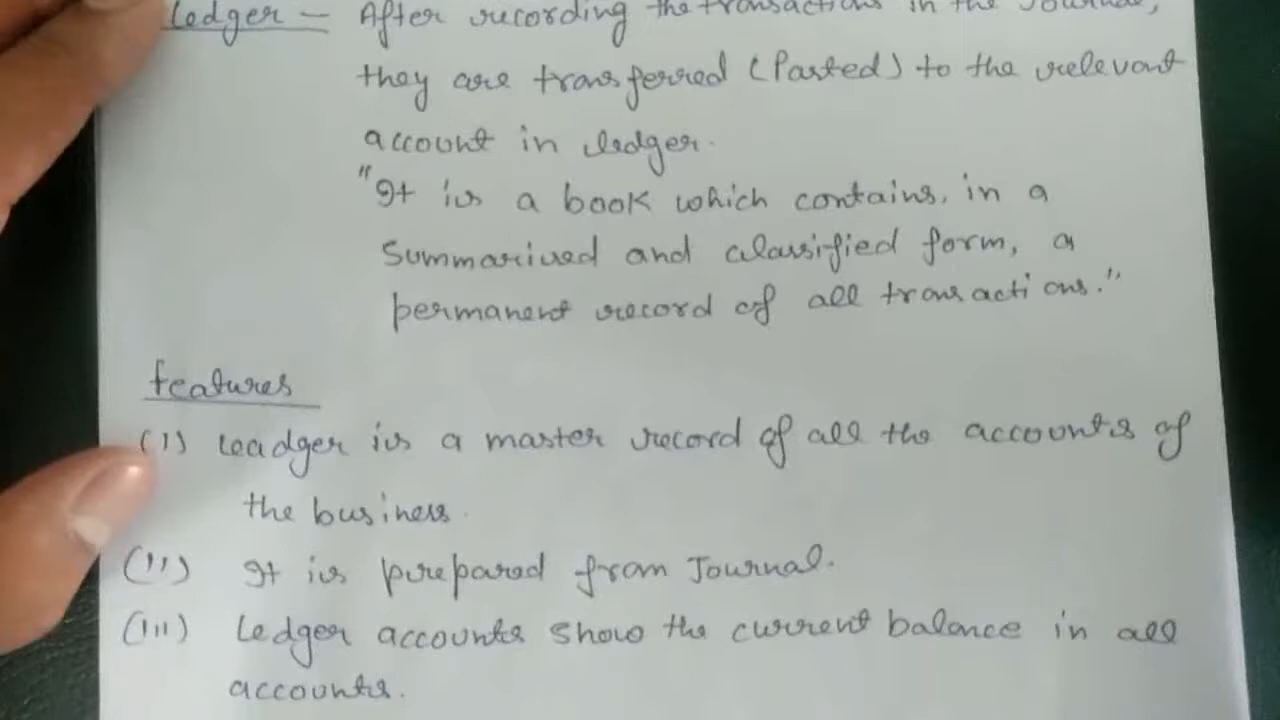 Ledger - After recording the transactions in the Journal,
they are transferred (Posted) to the relevant
account in ledger.
"It is a book which contains, in a
summarised and classified form, a
permanent record of all transactions."
features
(I) Leadger is a master record of all the accounts of
the business.
(II) It is prepared from Journal.
(III) Ledger accounts show the current balance in all
accounts.